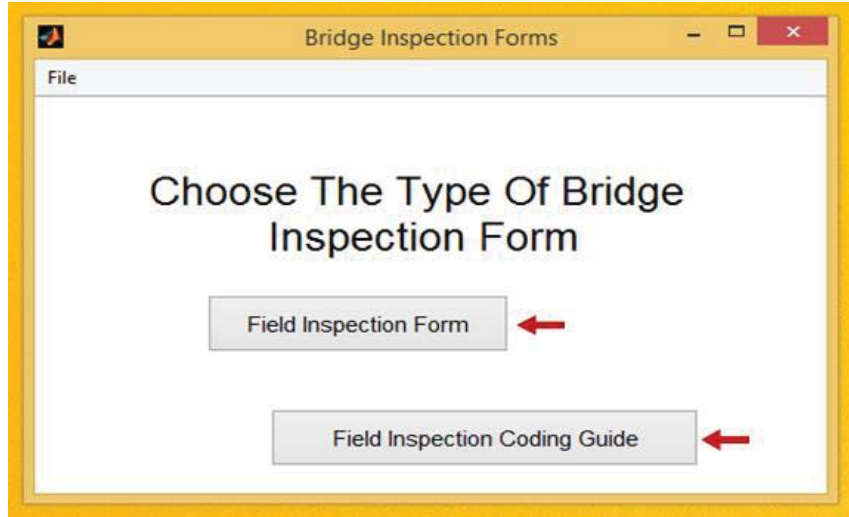 Bridge Inspection Forms
File
Choose The Type Of Bridge
Inspection Form
Field Inspection Form
Field Inspection Coding Guide